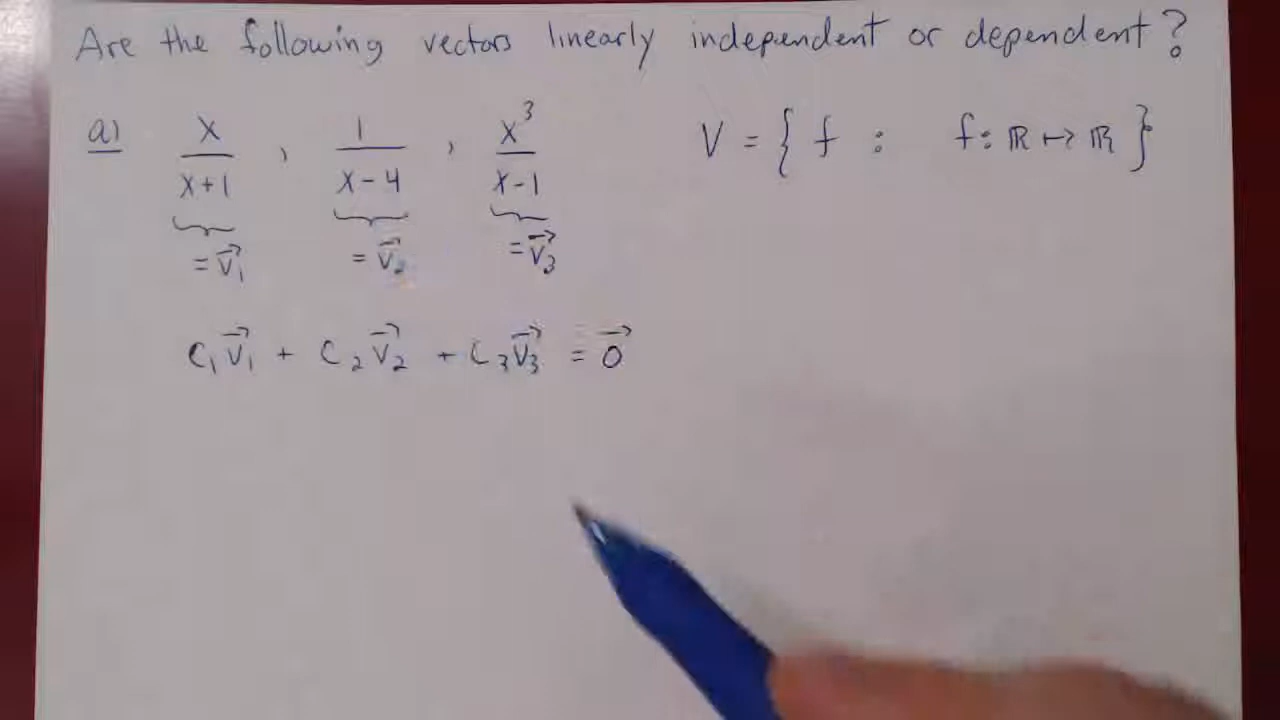 Are the following vectors linearly independent or dependent?
a) x/(x+1) , 1/(x-4) , x³/(x-1) V = { f : f: ℝ ↦ ℝ }
= v⃗₁ = v⃗₂ = v⃗₃
c₁v⃗₁ + c₂v⃗₂ + c₃v⃗₃ = 0⃗